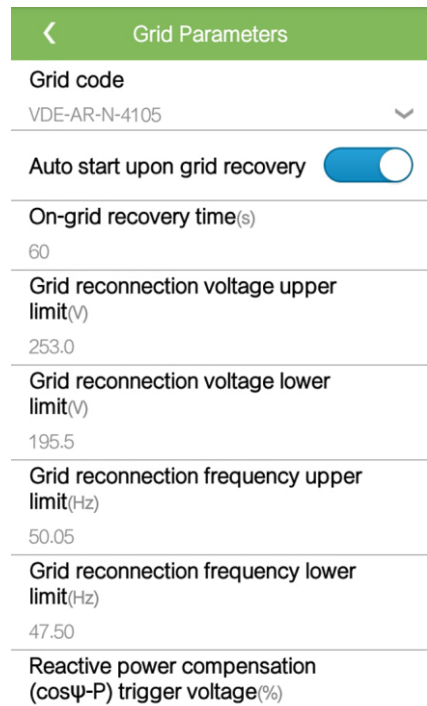 Grid Parameters
Grid code
VDE-AR-N-4105
Auto start upon grid recovery
On-grid recovery time(s)
60
Grid reconnection voltage upper
limit(V)
253.0
Grid reconnection voltage lower
limit(V)
195.5
Grid reconnection frequency upper
limit(Hz)
50.05
Grid reconnection frequency lower
limit(Hz)
47.50
Reactive power compensation
(cosψ-P) trigger voltage(%)